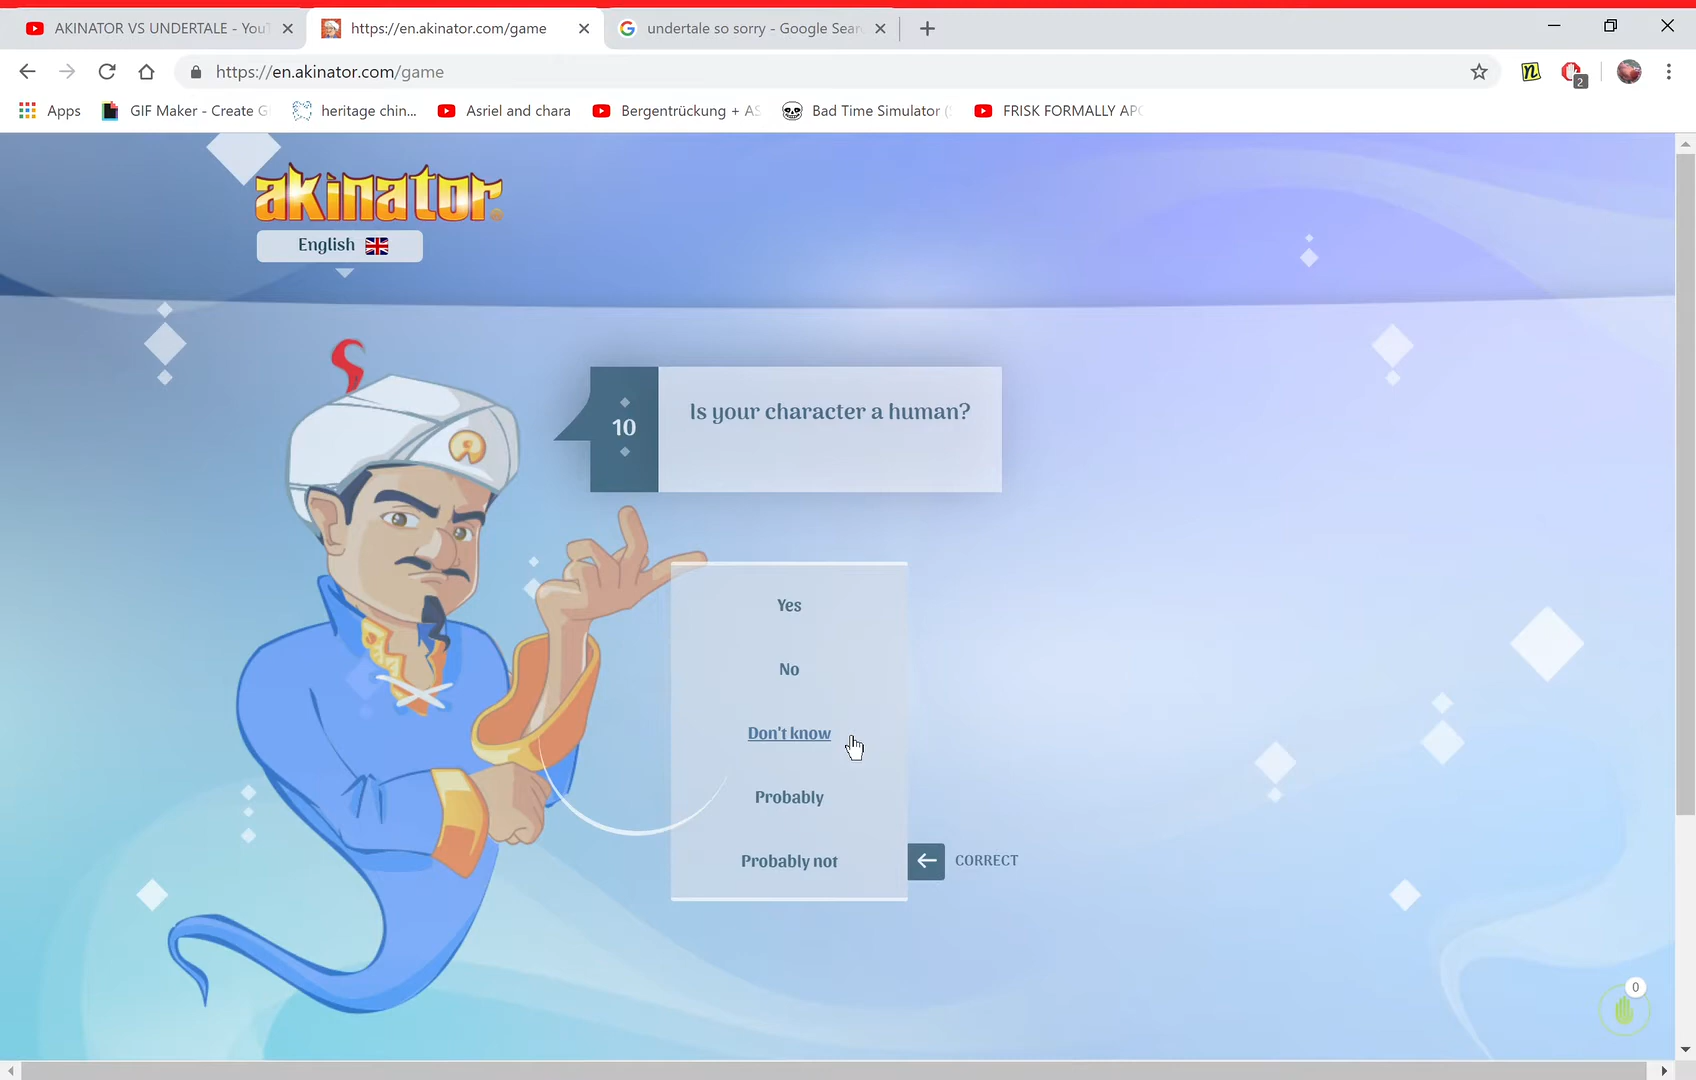 AKINATOR VS UNDERTALE - You
https://en.akinator.com/game
undertale so sorry - Google Sear
https://en.akinator.com/game
2
Apps
GIF Maker - Create G
heritage chin...
Asriel and chara
Bergentrückung + AS
Bad Time Simulator (
FRISK FORMALLY APO
akinator
English
10
Is your character a human?
Yes
No
Don't know
Probably
Probably not
CORRECT
0